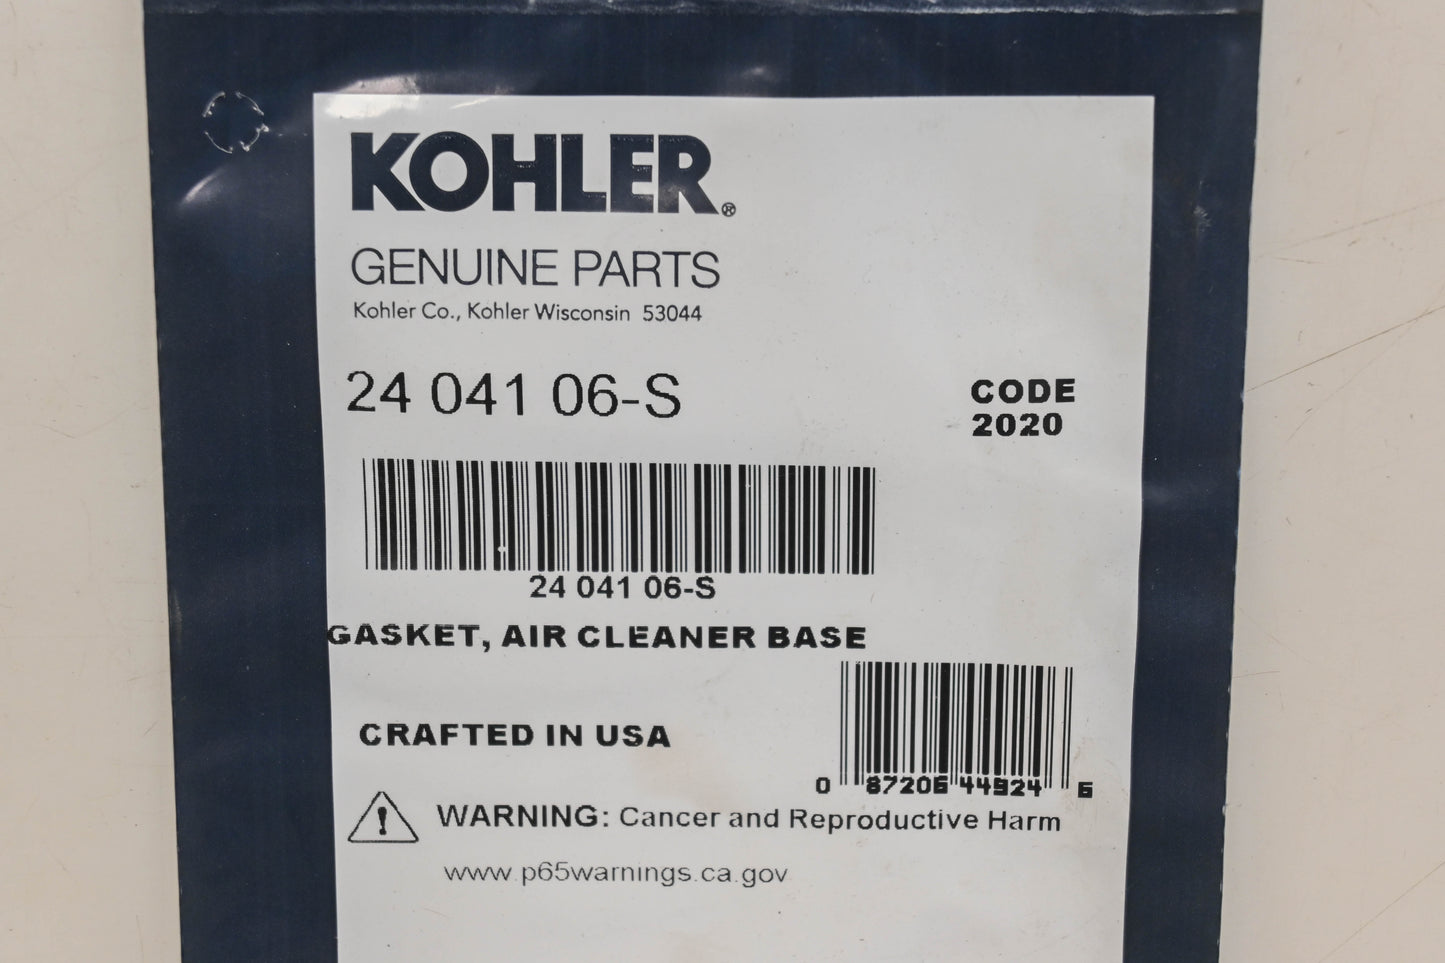 KOHLER®
GENUINE PARTS
Kohler Co., Kohler Wisconsin 53044
24 041 06-S
CODE
2020
24 041 06-S
GASKET, AIR CLEANER BASE
CRAFTED IN USA
0 87206 44924 6
WARNING: Cancer and Reproductive Harm
www.p65warnings.ca.gov